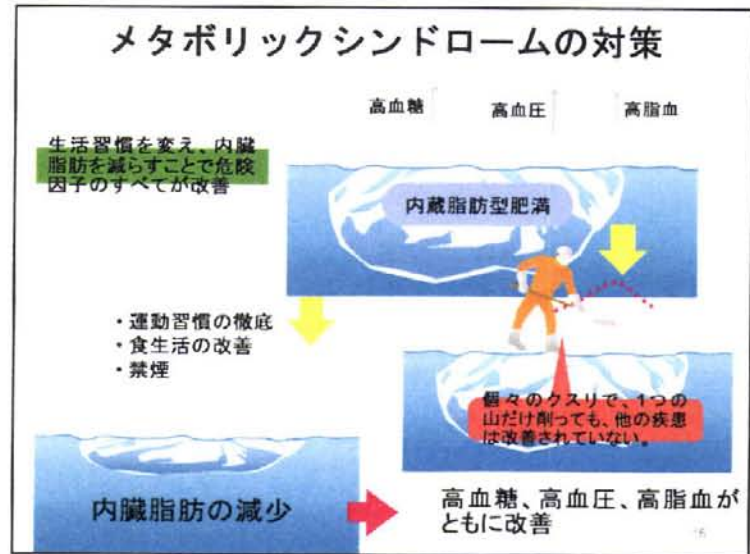 メタボリックシンドロームの対策
高血糖 高血圧 高脂血
生活習慣を変え、内臓
脂肪を減らすことで危険
因子のすべてが改善
内蔵脂肪型肥満
・運動習慣の徹底
・食生活の改善
・禁煙
個々のクスリで、1つの
山だけ削っても、他の疾患
は改善されていない。
内臓脂肪の減少
高血糖、高血圧、高脂血が
ともに改善
16